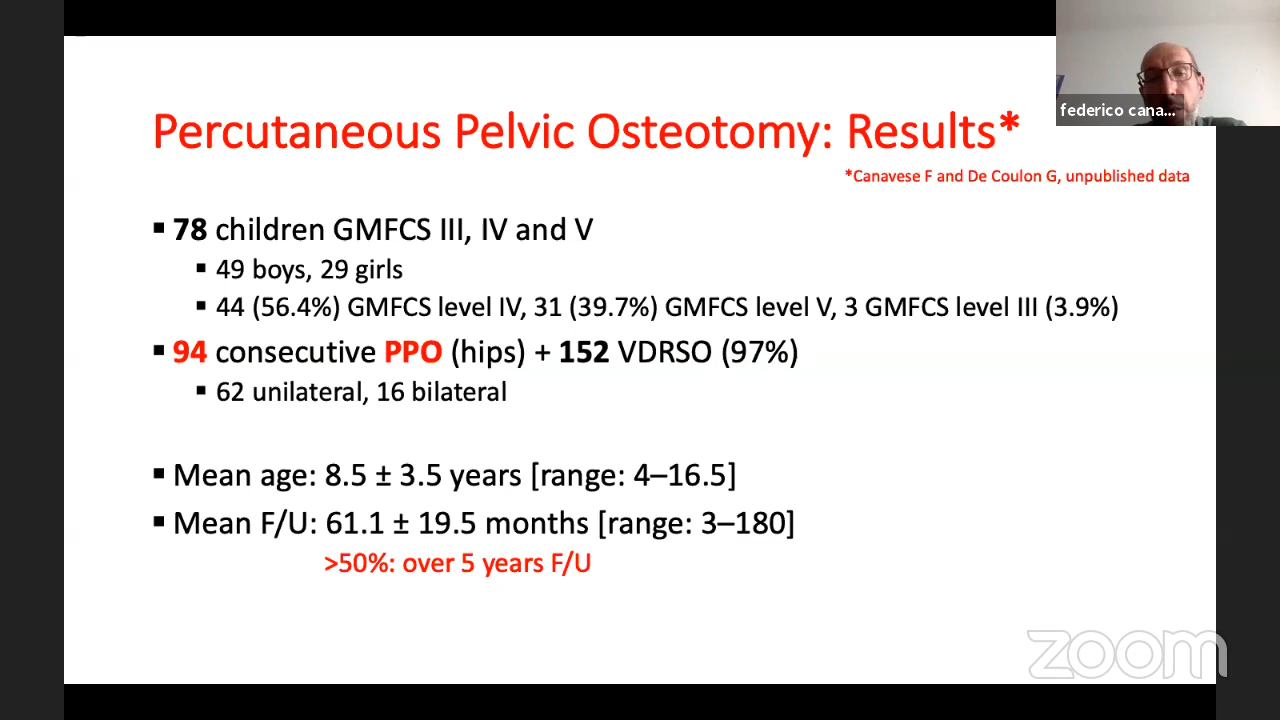 federico cana...
Percutaneous Pelvic Osteotomy: Results*
*Canavese F and De Coulon G, unpublished data
▪ 78 children GMFCS III, IV and V
▪ 49 boys, 29 girls
▪ 44 (56.4%) GMFCS level IV, 31 (39.7%) GMFCS level V, 3 GMFCS level III (3.9%)
▪ 94 consecutive PPO (hips) + 152 VDRSO (97%)
▪ 62 unilateral, 16 bilateral
▪ Mean age: 8.5 ± 3.5 years [range: 4–16.5]
▪ Mean F/U: 61.1 ± 19.5 months [range: 3–180]
>50%: over 5 years F/U
zoom